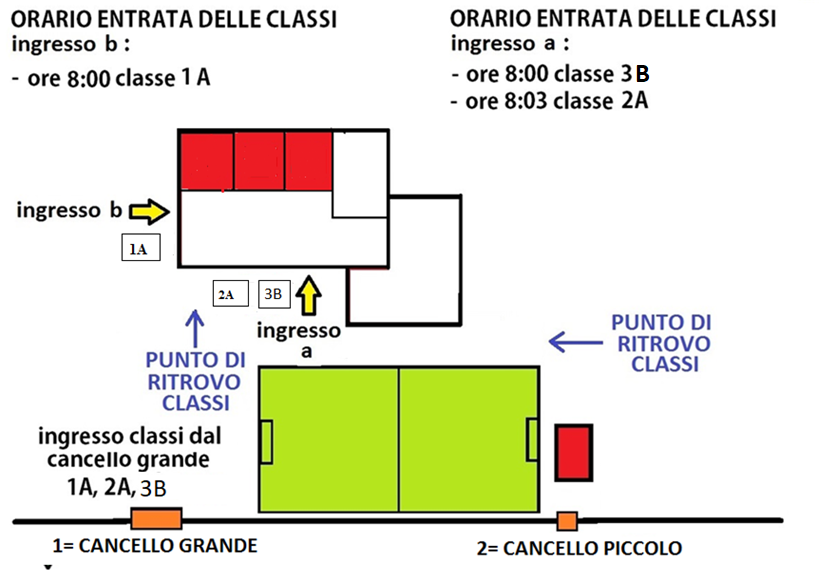 ORARIO ENTRATA DELLE CLASSI
ingresso b :
- ore 8:00 classe 1 A
ORARIO ENTRATA DELLE CLASSI
ingresso a :
- ore 8:00 classe 3B
- ore 8:03 classe 2A
ingresso b
1A
2A
3B
ingresso
a
PUNTO DI
RITROVO
CLASSI
PUNTO DI
RITROVO
CLASSI
ingresso classi dal
cancello grande
1A, 2A, 3B
1= CANCELLO GRANDE
2= CANCELLO PICCOLO